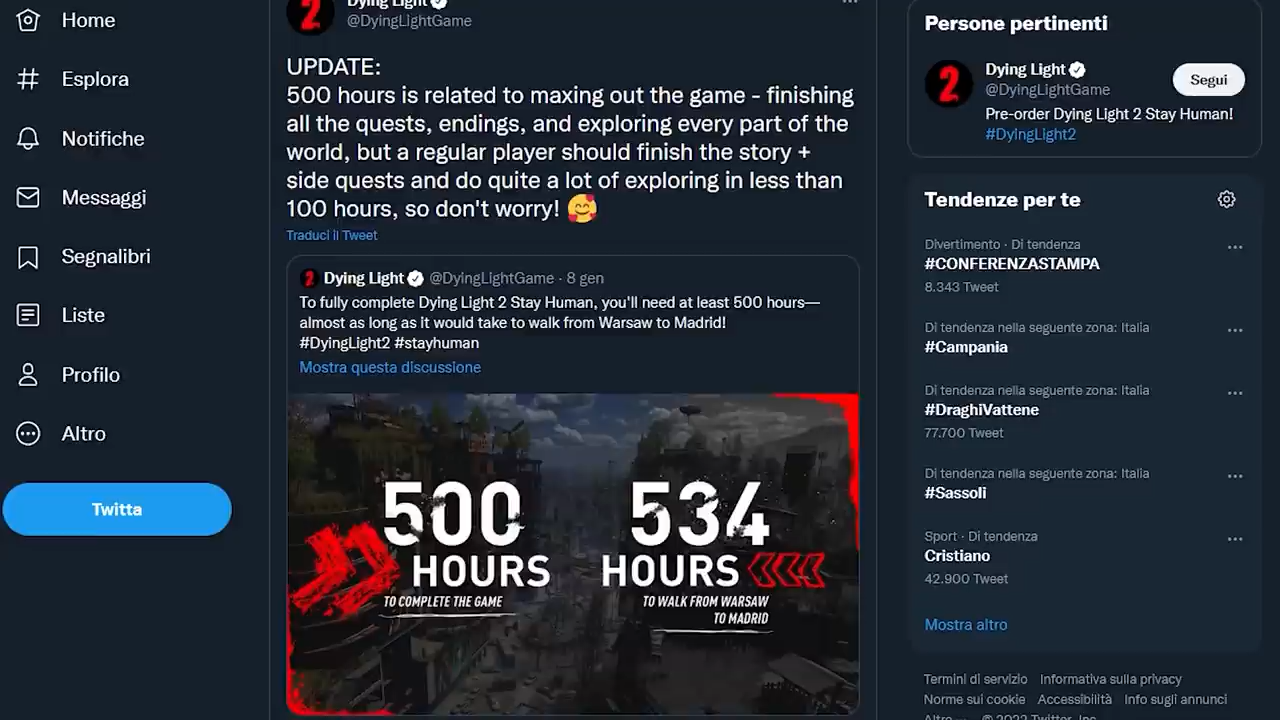 Home
Esplora
Notifiche
Messaggi
Segnalibri
Liste
Profilo
Altro
Twitta
Dying Light
@DyingLightGame
UPDATE:
500 hours is related to maxing out the game - finishing
all the quests, endings, and exploring every part of the
world, but a regular player should finish the story +
side quests and do quite a lot of exploring in less than
100 hours, so don't worry! 🥰
Traduci il Tweet
Dying Light @DyingLightGame · 8 gen
To fully complete Dying Light 2 Stay Human, you'll need at least 500 hours—
almost as long as it would take to walk from Warsaw to Madrid!
#DyingLight2 #stayhuman
Mostra questa discussione
500
HOURS
TO COMPLETE THE GAME
534
HOURS
TO WALK FROM WARSAW
TO MADRID
Persone pertinenti
Dying Light
@DyingLightGame
Segui
Pre-order Dying Light 2 Stay Human!
#DyingLight2
Tendenze per te
Divertimento · Di tendenza
#CONFERENZASTAMPA
8.343 Tweet
Di tendenza nella seguente zona: Italia
#Campania
Di tendenza nella seguente zona: Italia
#DraghiVattene
77.700 Tweet
Di tendenza nella seguente zona: Italia
#Sassoli
Sport · Di tendenza
Cristiano
42.900 Tweet
Mostra altro
Termini di servizio Informativa sulla privacy
Norme sui cookie Accessibilità Info sugli annunci
Altro ... © 2022 Twitter, Inc.